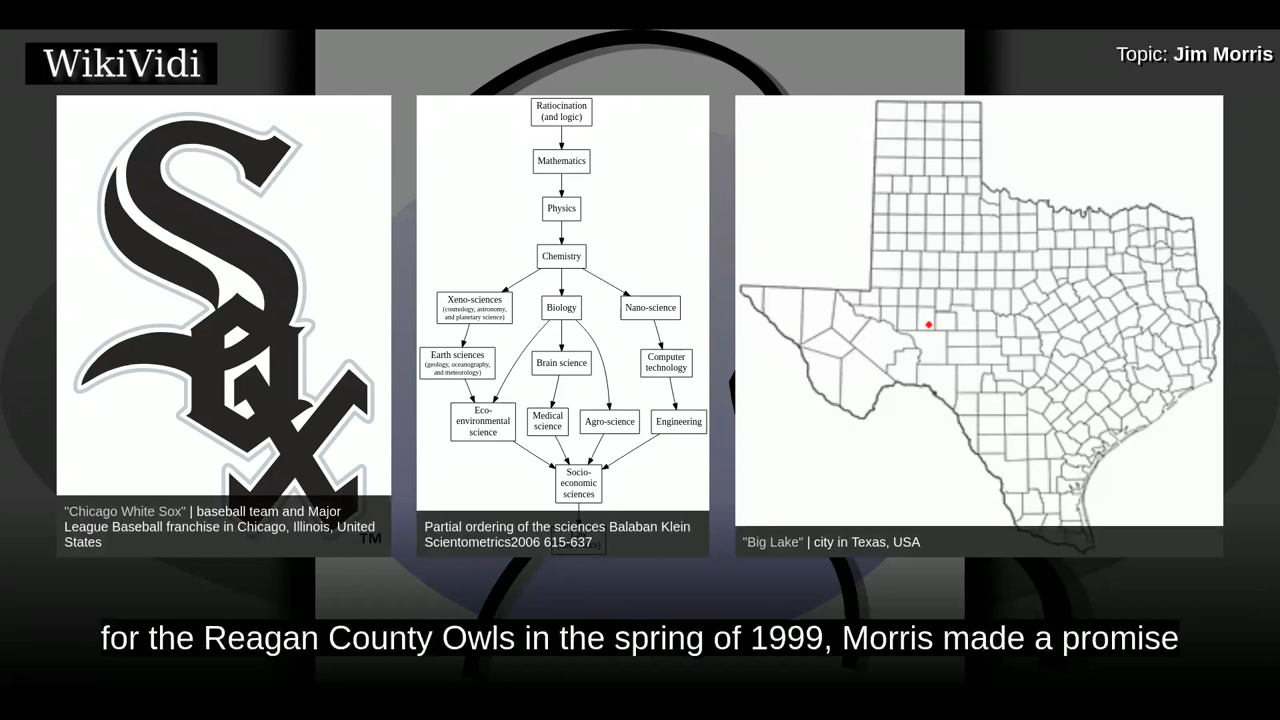 WikiVidi
Topic: Jim Morris
Sox
TM
"Chicago White Sox" | baseball team and Major
League Baseball franchise in Chicago, Illinois, United
States
Ratiocination
(and logic)
Mathematics
Physics
Chemistry
Xeno-sciences
(cosmology, astronomy,
and planetary science)
Biology
Nano-science
Earth sciences
(geology, oceanography,
and meteorology)
Brain science
Computer
technology
Eco-
environmental
science
Medical
science
Agro-science
Engineering
Socio-
economic
sciences
Partial ordering of the sciences Balaban Klein
Scientometrics2006 615-637
"Big Lake" | city in Texas, USA
for the Reagan County Owls in the spring of 1999, Morris made a promise